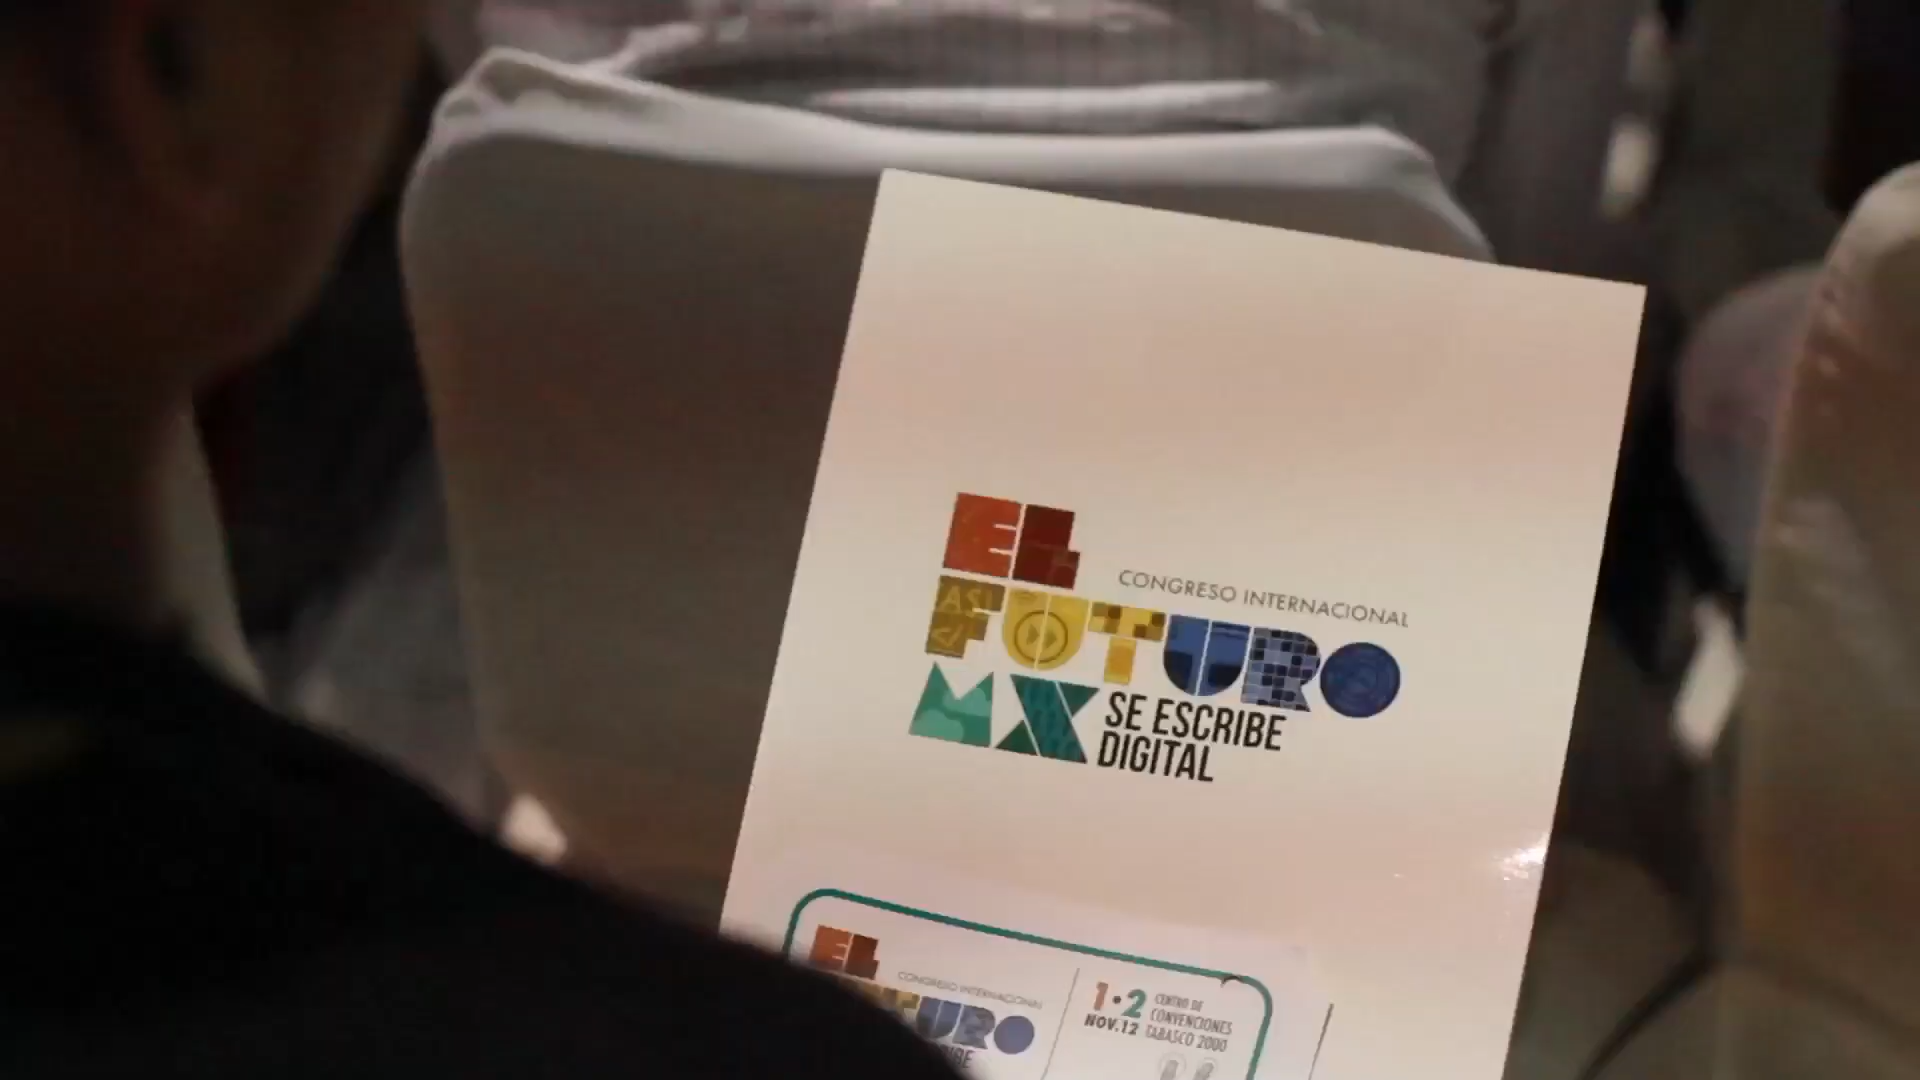 EL
CONGRESO INTERNACIONAL
FUTURO
MX SE ESCRIBE
DIGITAL
EL
CONGRESO INTERNACIONAL
1·2
NOV.12
CENTRO DE
CONVENCIONES
TABASCO 2000